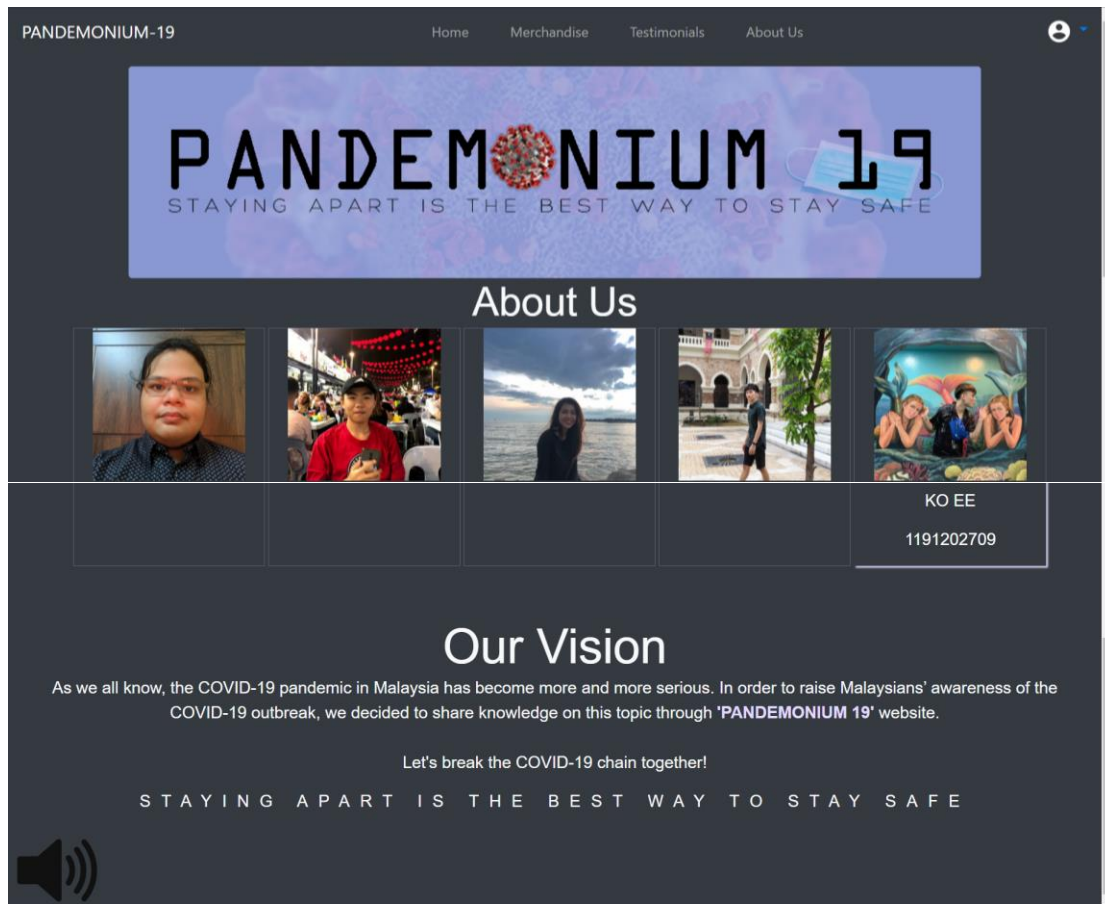 PANDEMONIUM-19
Home Merchandise Testimonials About Us
PANDEMONIUM 19
STAYING APART IS THE BEST WAY TO STAY SAFE
About Us
KO EE
1191202709
Our Vision
As we all know, the COVID-19 pandemic in Malaysia has become more and more serious. In order to raise Malaysians’ awareness of the
COVID-19 outbreak, we decided to share knowledge on this topic through 'PANDEMONIUM 19' website.
Let's break the COVID-19 chain together!
STAYING APART IS THE BEST WAY TO STAY SAFE